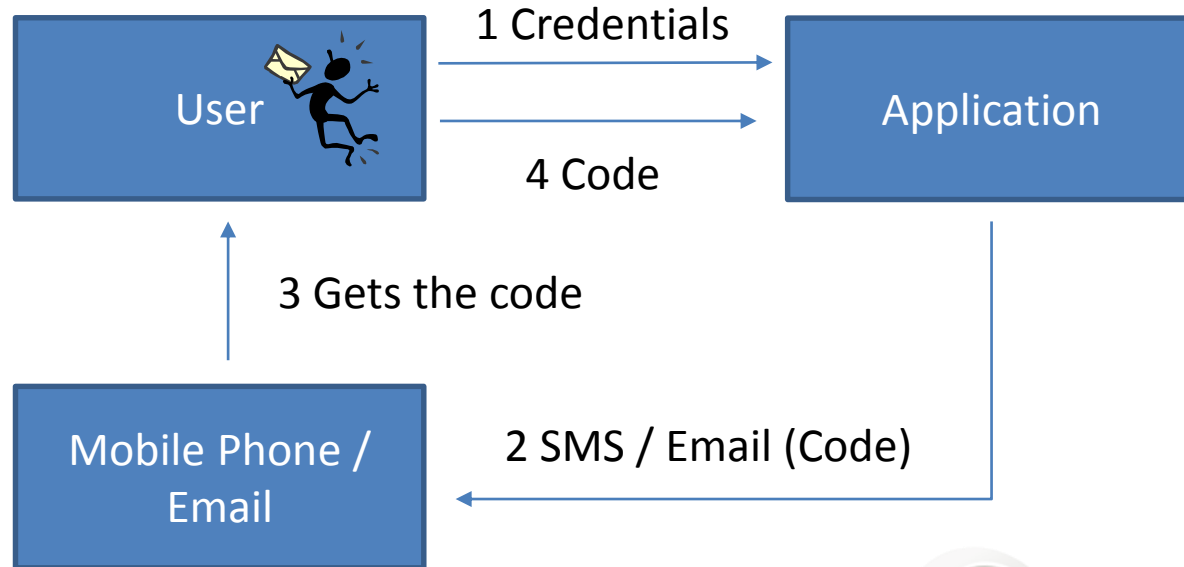 1 Credentials
User
Application
4 Code
3 Gets the code
Mobile Phone /
Email
2 SMS / Email (Code)